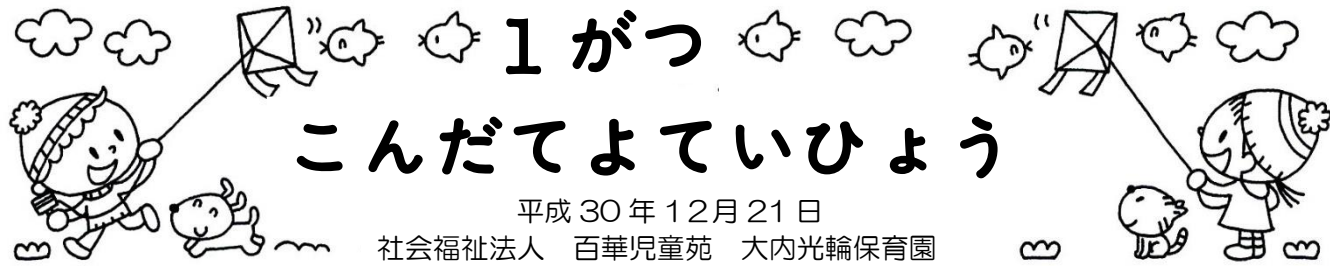 1がつ
こんだてよていひょう
平成30年12月21日
社会福祉法人　百華児童苑　大内光輪保育園